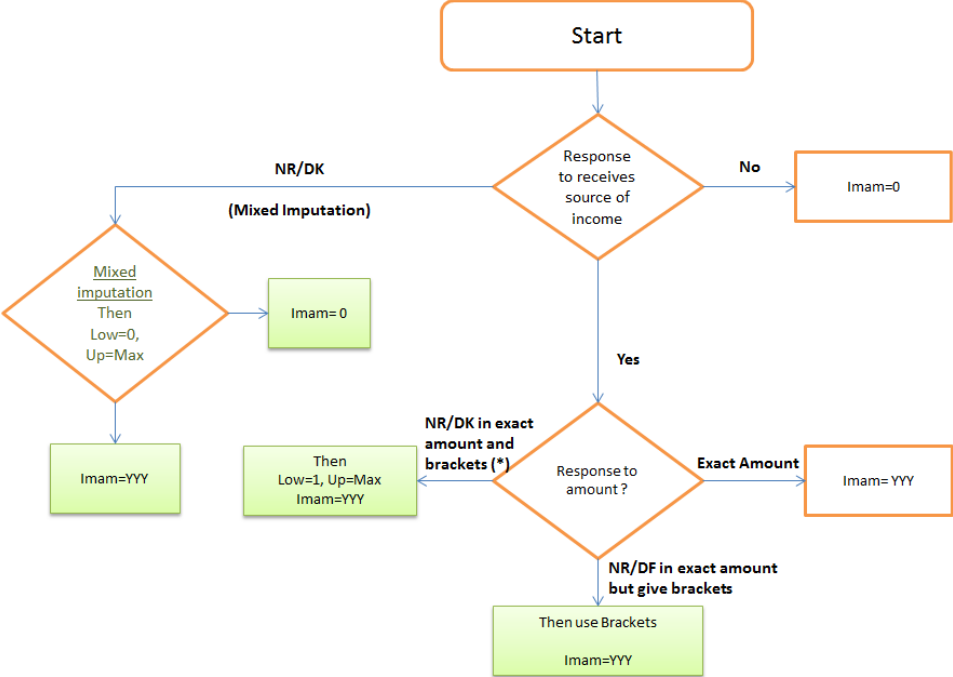 Start
Response
to receives
source of
income
No
Imam=0
NR/DK
(Mixed Imputation)
Mixed
imputation
Then
Low=0,
Up=Max
Imam= 0
Imam=YYY
Yes
NR/DK in exact
amount and
brackets (*)
Then
Low=1, Up=Max
Imam=YYY
Response to
amount ?
Exact Amount
Imam= YYY
NR/DF in exact amount
but give brackets
Then use Brackets
Imam=YYY